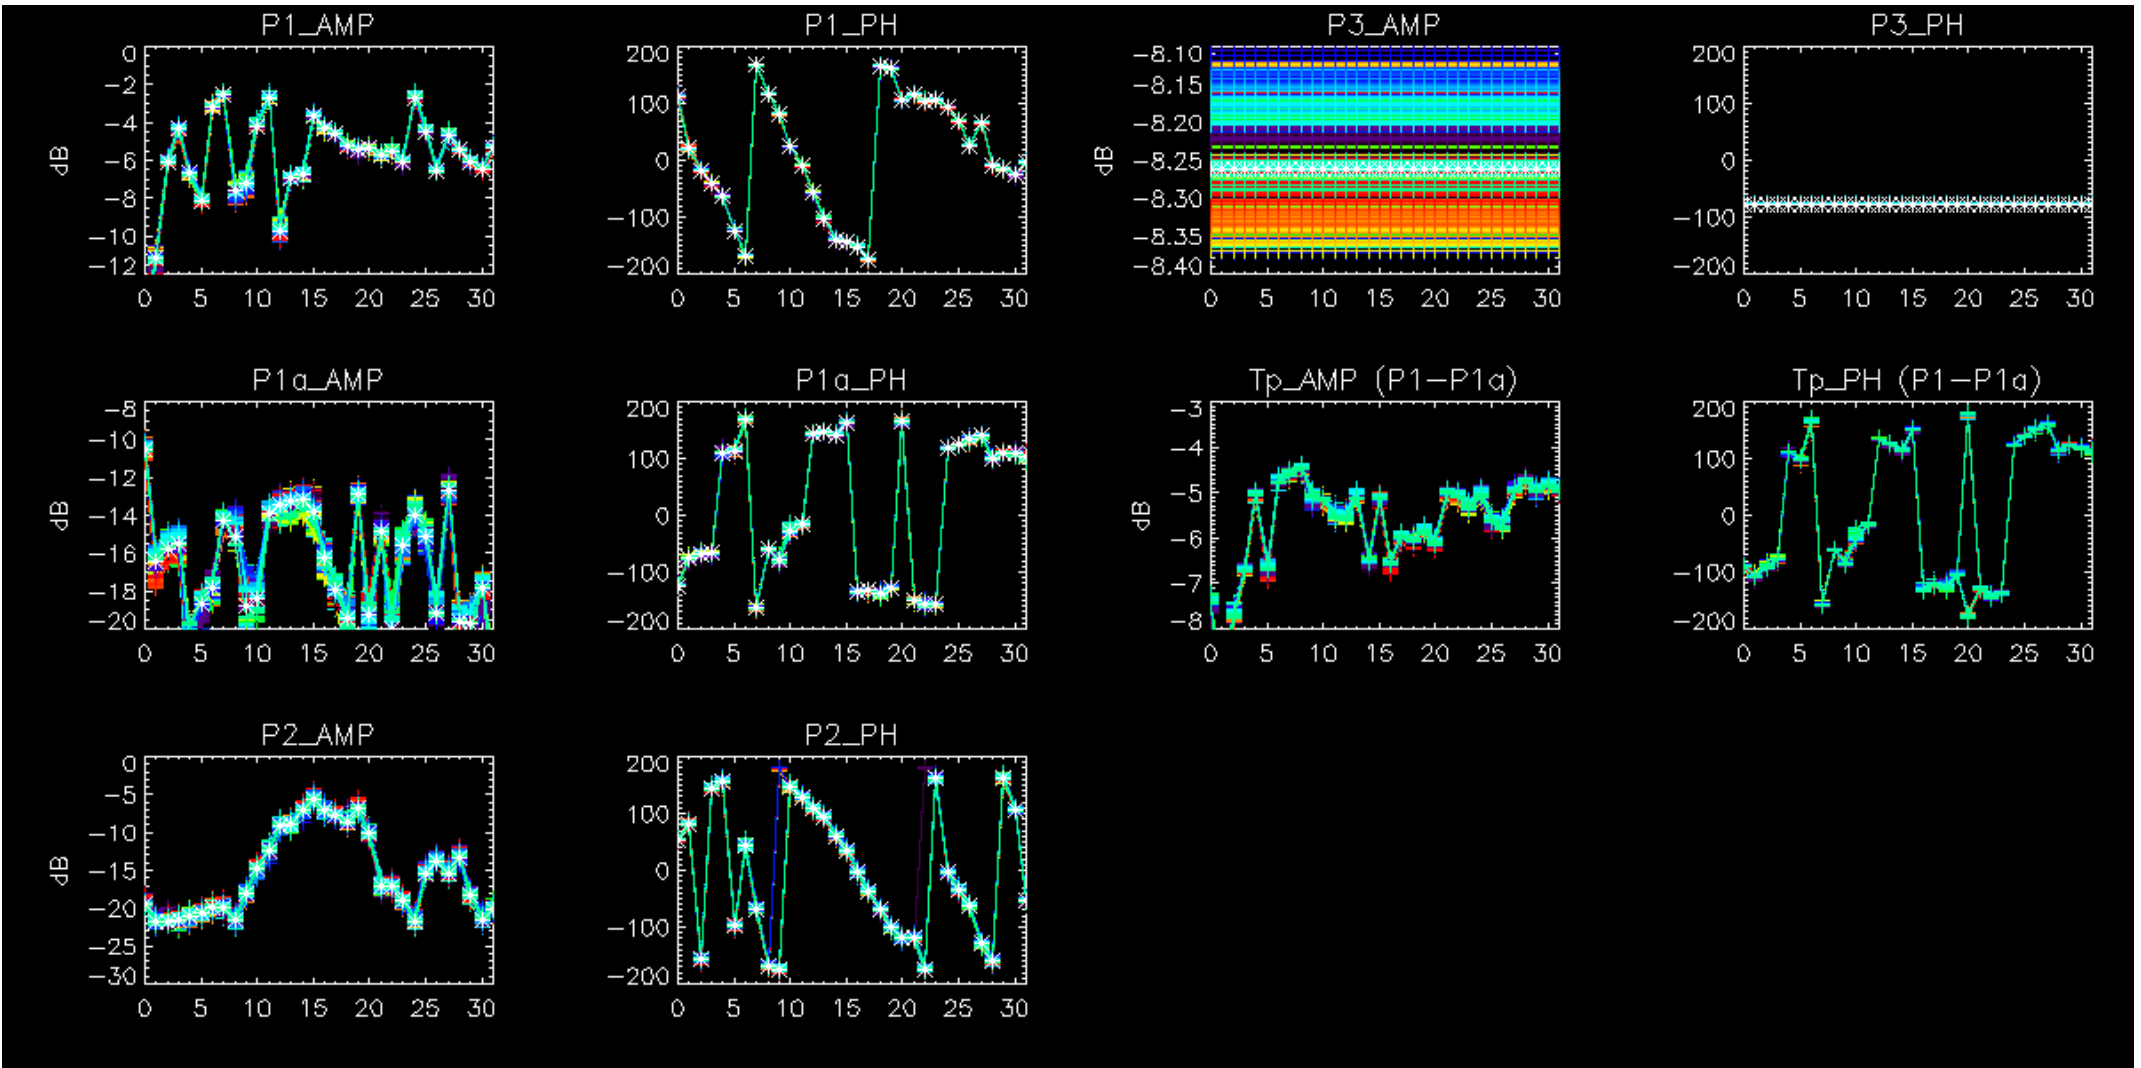 P1_AMP
dB
0
−2
−4
−6
−8
−10
−12
0 5 10 15 20 25 30
P1_PH
200
100
0
−100
−200
0 5 10 15 20 25 30
P3_AMP
dB
−8.10
−8.15
−8.20
−8.25
−8.30
−8.35
−8.40
0 5 10 15 20 25 30
P3_PH
200
100
0
−100
−200
0 5 10 15 20 25 30
P1a_AMP
dB
−8
−10
−12
−14
−16
−18
−20
0 5 10 15 20 25 30
P1a_PH
200
100
0
−100
−200
0 5 10 15 20 25 30
Tp_AMP (P1−P1a)
dB
−3
−4
−5
−6
−7
−8
0 5 10 15 20 25 30
Tp_PH (P1−P1a)
200
100
0
−100
−200
0 5 10 15 20 25 30
P2_AMP
dB
0
−5
−10
−15
−20
−25
−30
0 5 10 15 20 25 30
P2_PH
200
100
0
−100
−200
0 5 10 15 20 25 30